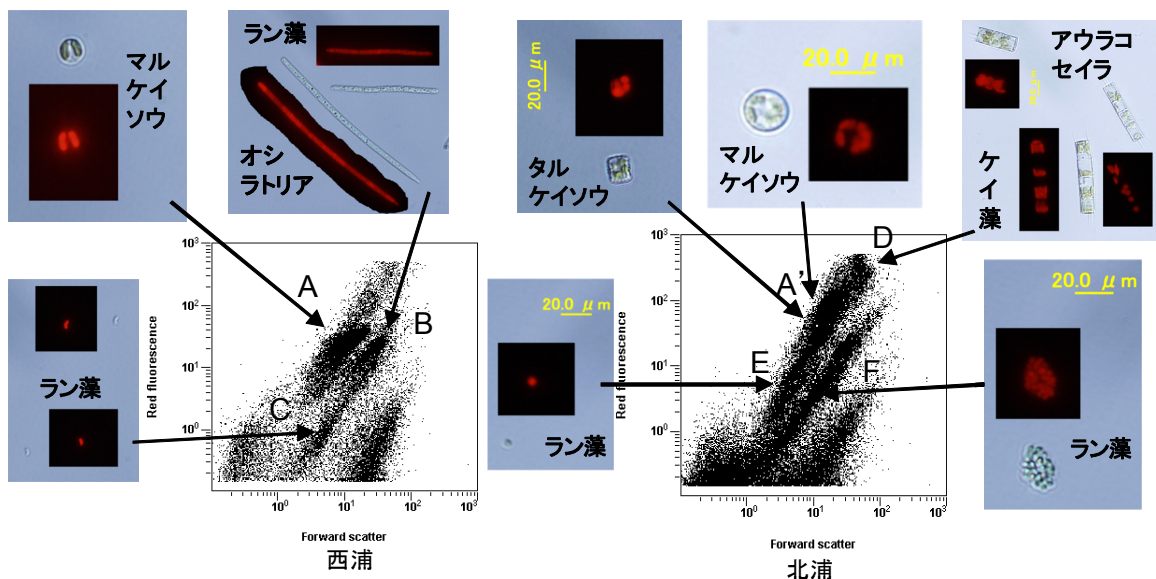 マル
ケイ
ソウ
ラン藻
オシ
ラトリア
20.0 μm
タル
ケイソウ
20.0 μm
マル
ケイソウ
アウラコ
セイラ
ケ
イ
藻
ラン藻
10³
10²
10¹
10⁰
Red fluorescence
A
B
C
10⁰
10¹
10²
10³
Forward scatter
西浦
20.0 μm
ラン藻
10³
10²
10¹
10⁰
Red fluorescence
A’
D
E
F
10⁰
10¹
10²
10³
Forward scatter
北浦
20.0 μm
ラン藻